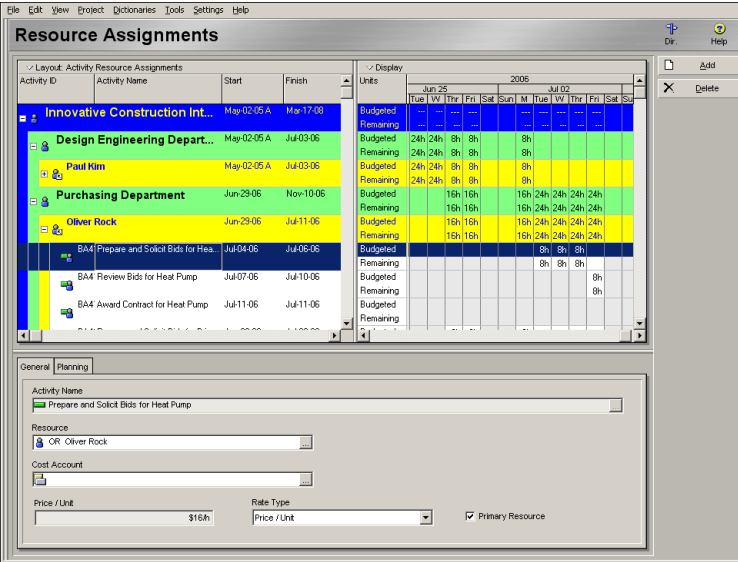 File Edit View Project Dictionaries Tools Settings Help
Resource Assignments
Dir. Help
Layout: Activity Resource Assignments
Display
Add
Delete
Activity ID Activity Name Start Finish Units 2006
Jun 25 Jul 02
Tue W Thr Fri Sat Sun M Tue W Thr Fri Sat Su
Innovative Construction Int... May-02-05 A Mar-17-08 Budgeted --- --- --- --- --- --- --- --- ---
Remaining --- --- --- --- --- --- --- --- ---
Design Engineering Depart... May-02-05 A Jul-03-06 Budgeted 24h 24h 8h 8h 8h
Remaining 24h 24h 8h 8h 8h
Paul Kim May-02-05 A Jul-03-06 Budgeted 24h 24h 8h 8h 8h
Remaining 24h 24h 8h 8h 8h
Purchasing Department Jun-29-06 Nov-10-06 Budgeted 16h 16h 16h 24h 24h 24h 24h
Remaining 16h 16h 16h 24h 24h 24h 24h
Oliver Rock Jun-29-06 Jul-11-06 Budgeted 16h 16h 16h 24h 24h 24h 24h
Remaining 16h 16h 16h 24h 24h 24h 24h
BA4 Prepare and Solicit Bids for Hea... Jul-04-06 Jul-06-06 Budgeted 8h 8h 8h
Remaining 8h 8h 8h
BA4 Review Bids for Heat Pump Jul-07-06 Jul-10-06 Budgeted 8h
Remaining 8h
BA4 Award Contract for Heat Pump Jul-11-06 Jul-11-06 Budgeted
Remaining
General Planning
Activity Name
Prepare and Solicit Bids for Heat Pump
Resource
OR Oliver Rock
Cost Account
Price / Unit Rate Type
$16/h Price / Unit Primary Resource